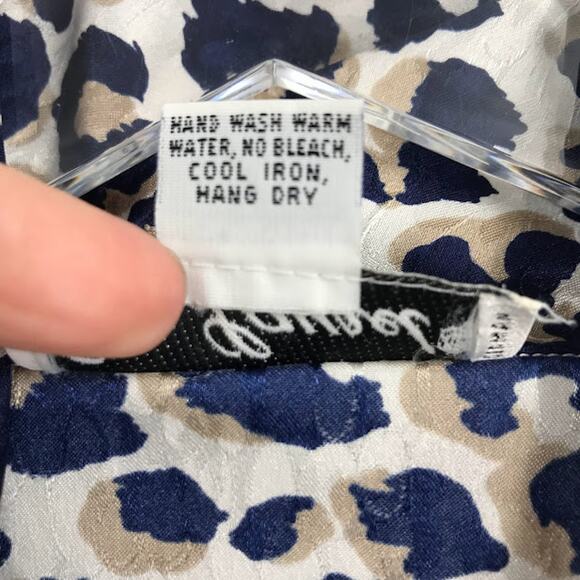 HAND WASH WARM
WATER, NO BLEACH,
COOL IRON,
HANG DRY